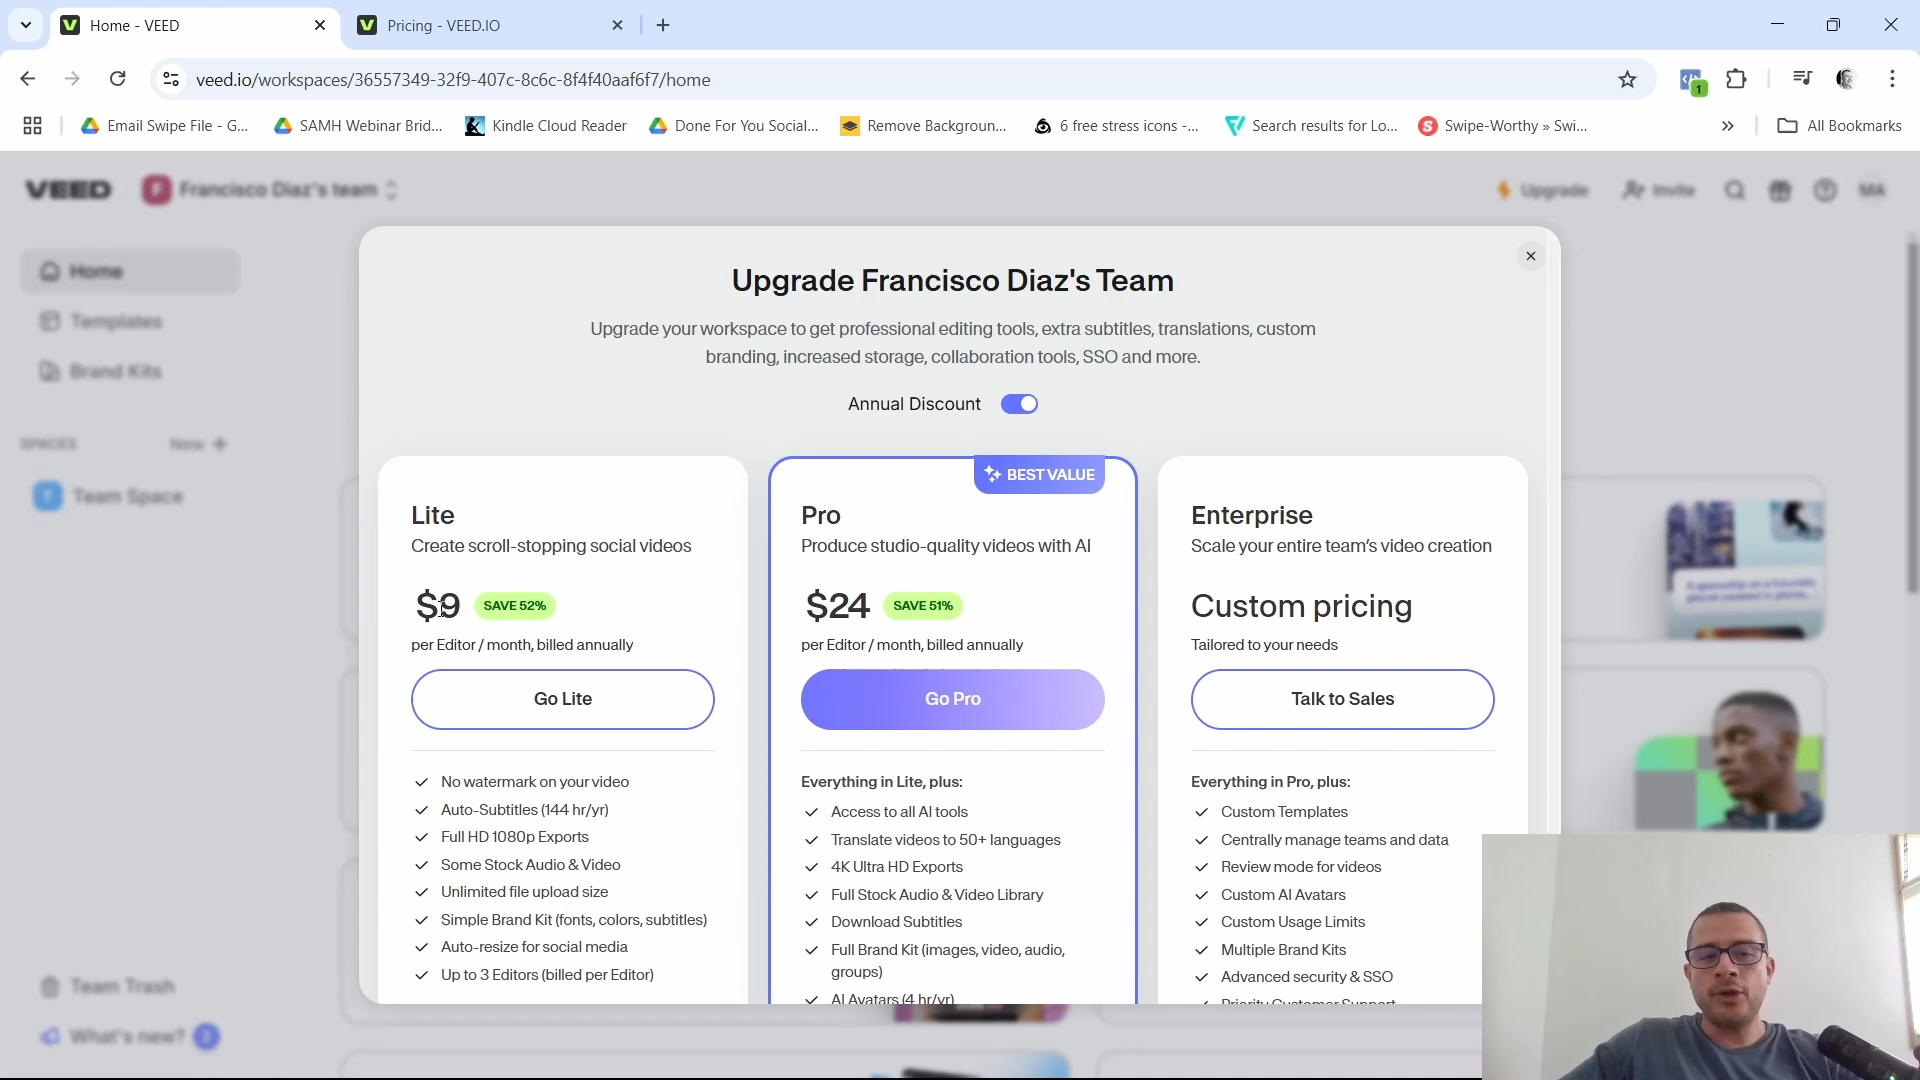 Home - VEED
Pricing - VEED.IO
veed.io/workspaces/36557349-32f9-407c-8c6c-8f4f40aaf6f7/home
1
Email Swipe File - G...
SAMH Webinar Brid...
Kindle Cloud Reader
Done For You Social...
Remove Backgroun...
6 free stress icons -...
Search results for Lo...
Swipe-Worthy » Swi...
All Bookmarks
VEED
F
Francisco Diaz's team
Upgrade
Invite
MA
Home
Templates
Brand Kits
SPACES
New +
T
Team Space
Team Trash
What's new?
2
Upgrade Francisco Diaz's Team
Upgrade your workspace to get professional editing tools, extra subtitles, translations, custom
branding, increased storage, collaboration tools, SSO and more.
Annual Discount
Lite
Create scroll-stopping social videos
$9
SAVE 52%
per Editor / month, billed annually
Go Lite
No watermark on your video
Auto-Subtitles (144 hr/yr)
Full HD 1080p Exports
Some Stock Audio & Video
Unlimited file upload size
Simple Brand Kit (fonts, colors, subtitles)
Auto-resize for social media
Up to 3 Editors (billed per Editor)
BEST VALUE
Pro
Produce studio-quality videos with AI
$24
SAVE 51%
per Editor / month, billed annually
Go Pro
Everything in Lite, plus:
Access to all AI tools
Translate videos to 50+ languages
4K Ultra HD Exports
Full Stock Audio & Video Library
Download Subtitles
Full Brand Kit (images, video, audio,
groups)
AI Avatars (4 hr/yr)
Enterprise
Scale your entire team's video creation
Custom pricing
Tailored to your needs
Talk to Sales
Everything in Pro, plus:
Custom Templates
Centrally manage teams and data
Review mode for videos
Custom AI Avatars
Custom Usage Limits
Multiple Brand Kits
Advanced security & SSO
Priority Customer Support